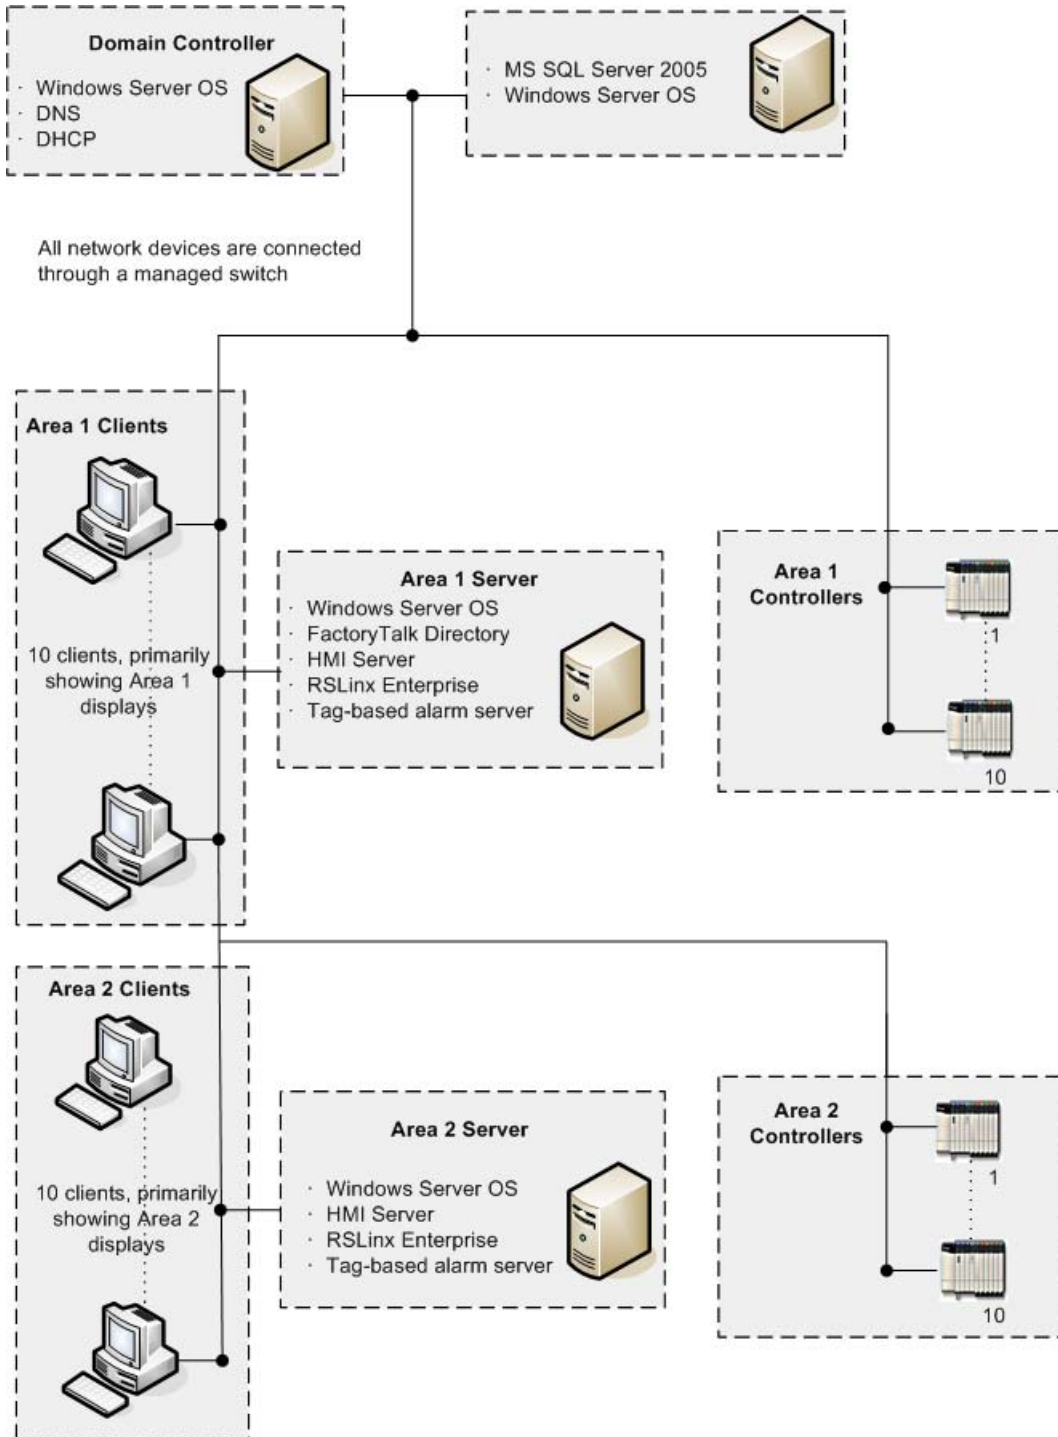 Domain Controller
· Windows Server OS
· DNS
· DHCP
· MS SQL Server 2005
· Windows Server OS
All network devices are connected
through a managed switch
Area 1 Clients
10 clients, primarily
showing Area 1
displays
Area 1 Server
· Windows Server OS
· FactoryTalk Directory
· HMI Server
· RSLinx Enterprise
· Tag-based alarm server
Area 1
Controllers
1
10
Area 2 Clients
10 clients, primarily
showing Area 2
displays
Area 2 Server
· Windows Server OS
· HMI Server
· RSLinx Enterprise
· Tag-based alarm server
Area 2
Controllers
1
10